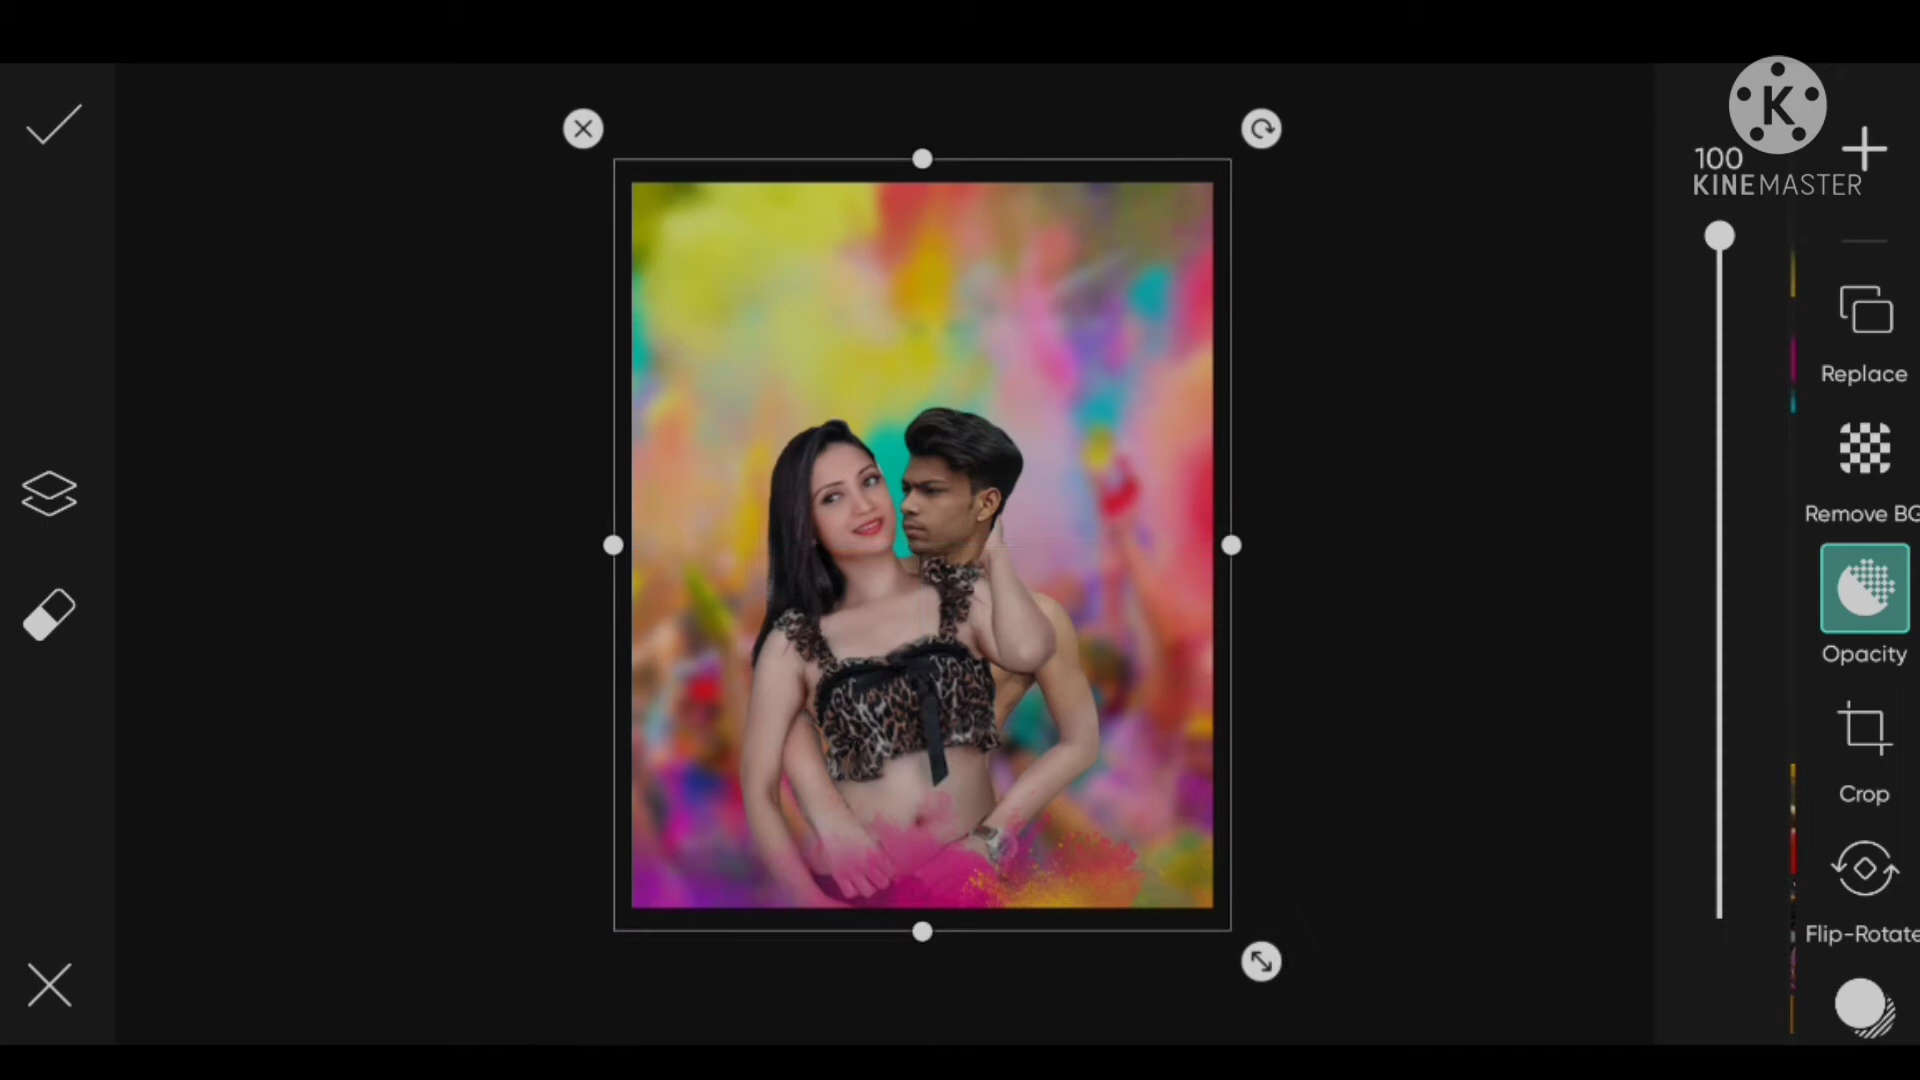 K
100
KINEMASTER
Replace
Remove BG
Opacity
Crop
Flip-Rotate